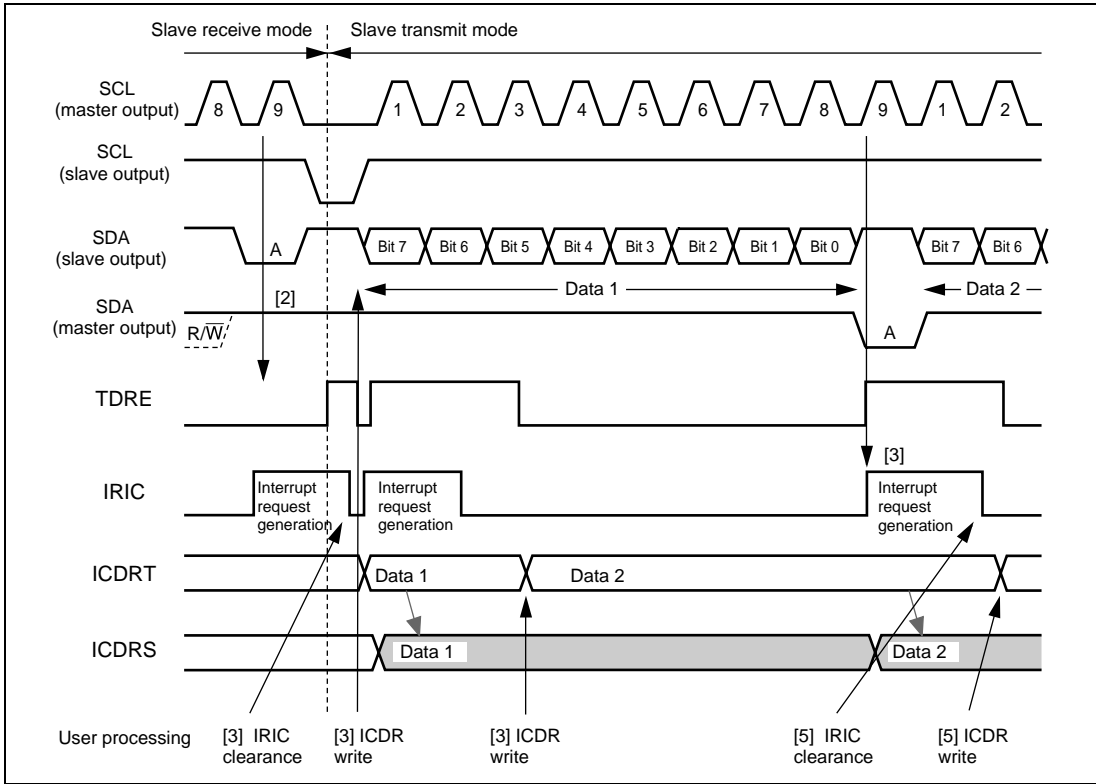 Slave receive mode Slave transmit mode
SCL
(master output)
8 9 1 2 3 4 5 6 7 8 9 1 2
SCL
(slave output)
SDA
(slave output)
A Bit 7 Bit 6 Bit 5 Bit 4 Bit 3 Bit 2 Bit 1 Bit 0 Bit 7 Bit 6
[2] Data 1 Data 2
SDA
(master output)
R/W̅ A
TDRE
[3]
IRIC
Interrupt
request
generation
Interrupt
request
generation
Interrupt
request
generation
ICDRT Data 1 Data 2
ICDRS Data 1 Data 2
User processing
[3] IRIC
clearance
[3] ICDR
write
[3] ICDR
write
[5] IRIC
clearance
[5] ICDR
write